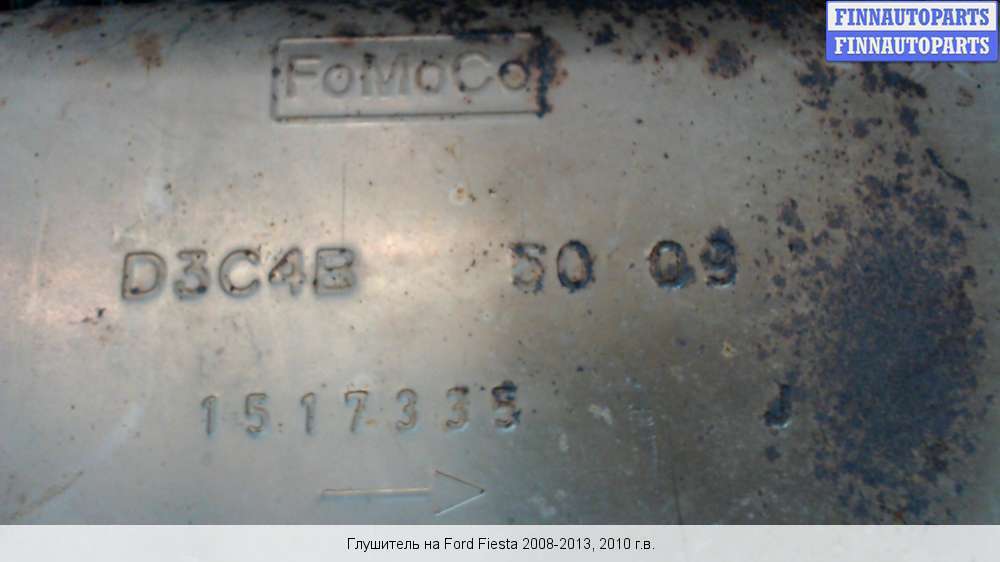 FINNAUTOPARTS
FINNAUTOPARTS
FoMoCo
D3C4B 50 09
1517335 J
Глушитель на Ford Fiesta 2008-2013, 2010 г.в.